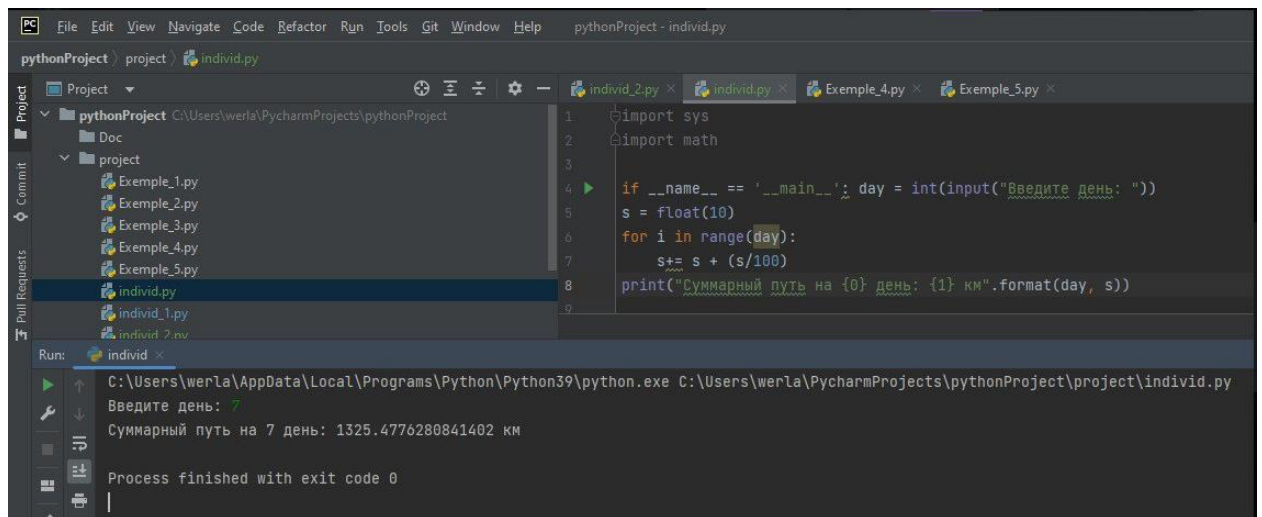 PC File Edit View Navigate Code Refactor Run Tools Git Window Help pythonProject - individ.py
pythonProject project individ.py
Project
individ_2.py individ.py Exemple_4.py Exemple_5.py
pythonProject C:\Users\werla\PycharmProjects\pythonProject
Doc
project
Exemple_1.py
Exemple_2.py
Exemple_3.py
Exemple_4.py
Exemple_5.py
individ.py
individ_1.py
individ_2.py
Project
Commit
Pull Requests
1 import sys
2 import math
3
4 if __name__ == '__main__': day = int(input("Введите день: "))
5 s = float(10)
6 for i in range(day):
7 s+= s + (s/100)
8 print("Суммарный путь на {0} день: {1} км".format(day, s))
9
Run: individ
C:\Users\werla\AppData\Local\Programs\Python\Python39\python.exe C:\Users\werla\PycharmProjects\pythonProject\project\individ.py
Введите день: 7
Суммарный путь на 7 день: 1325.4776280841402 км
Process finished with exit code 0